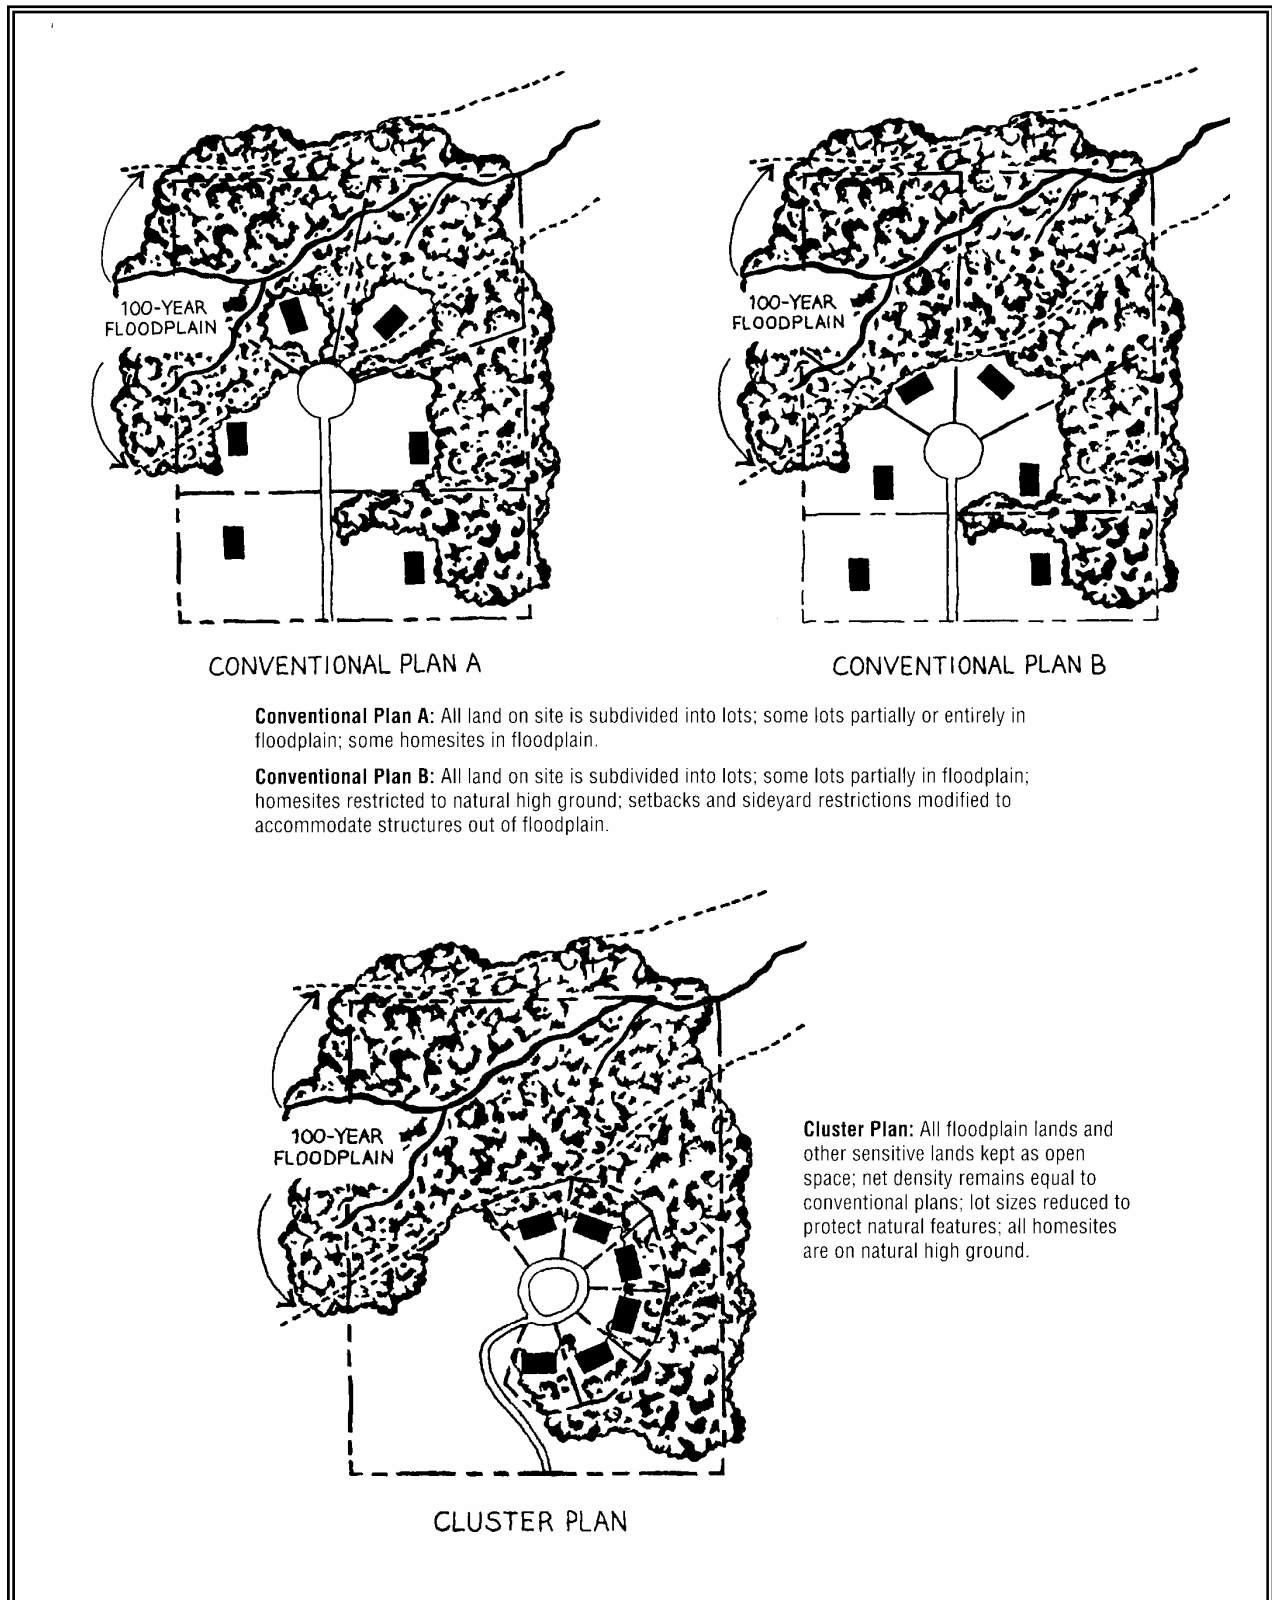 100-YEAR
FLOODPLAIN
100-YEAR
FLOODPLAIN
CONVENTIONAL PLAN A
CONVENTIONAL PLAN B
Conventional Plan A: All land on site is subdivided into lots; some lots partially or entirely in
floodplain; some homesites in floodplain.
Conventional Plan B: All land on site is subdivided into lots; some lots partially in floodplain;
homesites restricted to natural high ground; setbacks and sideyard restrictions modified to
accommodate structures out of floodplain.
100-YEAR
FLOODPLAIN
Cluster Plan: All floodplain lands and
other sensitive lands kept as open
space; net density remains equal to
conventional plans; lot sizes reduced to
protect natural features; all homesites
are on natural high ground.
CLUSTER PLAN